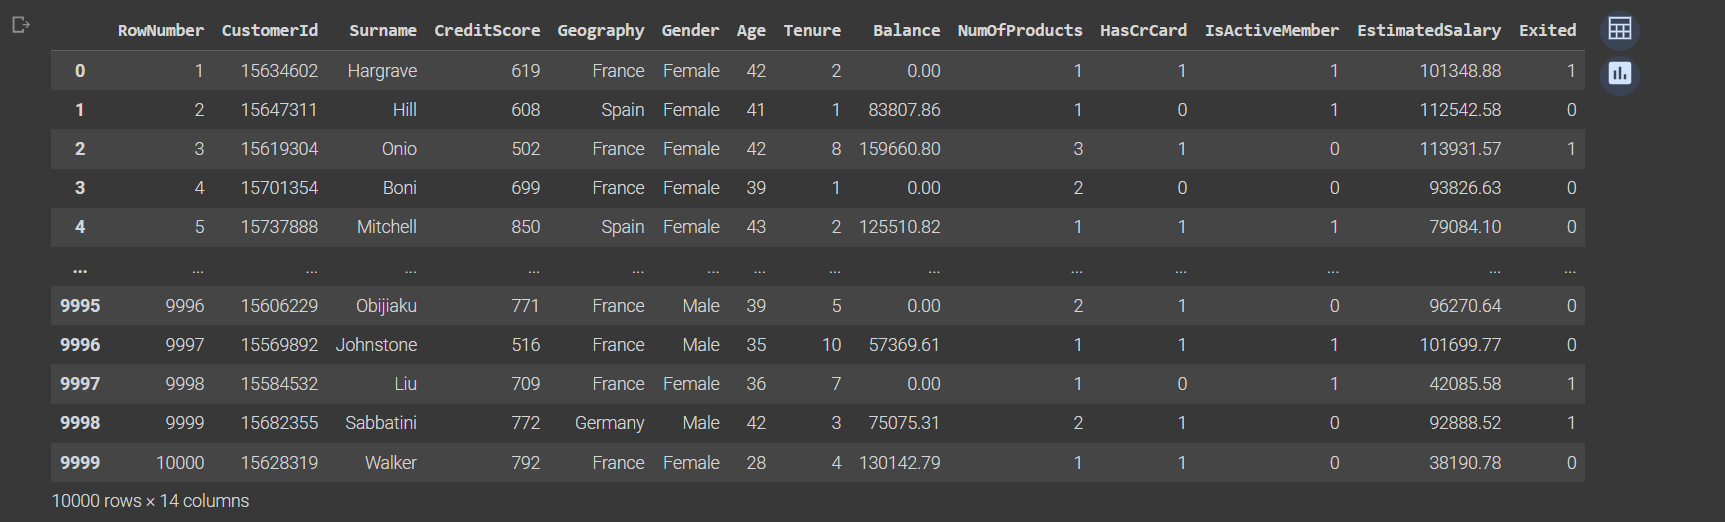 RowNumber CustomerId Surname CreditScore Geography Gender Age Tenure Balance NumOfProducts HasCrCard IsActiveMember EstimatedSalary Exited
0 1 15634602 Hargrave 619 France Female 42 2 0.00 1 1 1 101348.88 1
1 2 15647311 Hill 608 Spain Female 41 1 83807.86 1 0 1 112542.58 0
2 3 15619304 Onio 502 France Female 42 8 159660.80 3 1 0 113931.57 1
3 4 15701354 Boni 699 France Female 39 1 0.00 2 0 0 93826.63 0
4 5 15737888 Mitchell 850 Spain Female 43 2 125510.82 1 1 1 79084.10 0
... ... ... ... ... ... ... ... ... ... ... ... ... ... ...
9995 9996 15606229 Obijiaku 771 France Male 39 5 0.00 2 1 0 96270.64 0
9996 9997 15569892 Johnstone 516 France Male 35 10 57369.61 1 1 1 101699.77 0
9997 9998 15584532 Liu 709 France Female 36 7 0.00 1 0 1 42085.58 1
9998 9999 15682355 Sabbatini 772 Germany Male 42 3 75075.31 2 1 0 92888.52 1
9999 10000 15628319 Walker 792 France Female 28 4 130142.79 1 1 0 38190.78 0
10000 rows × 14 columns